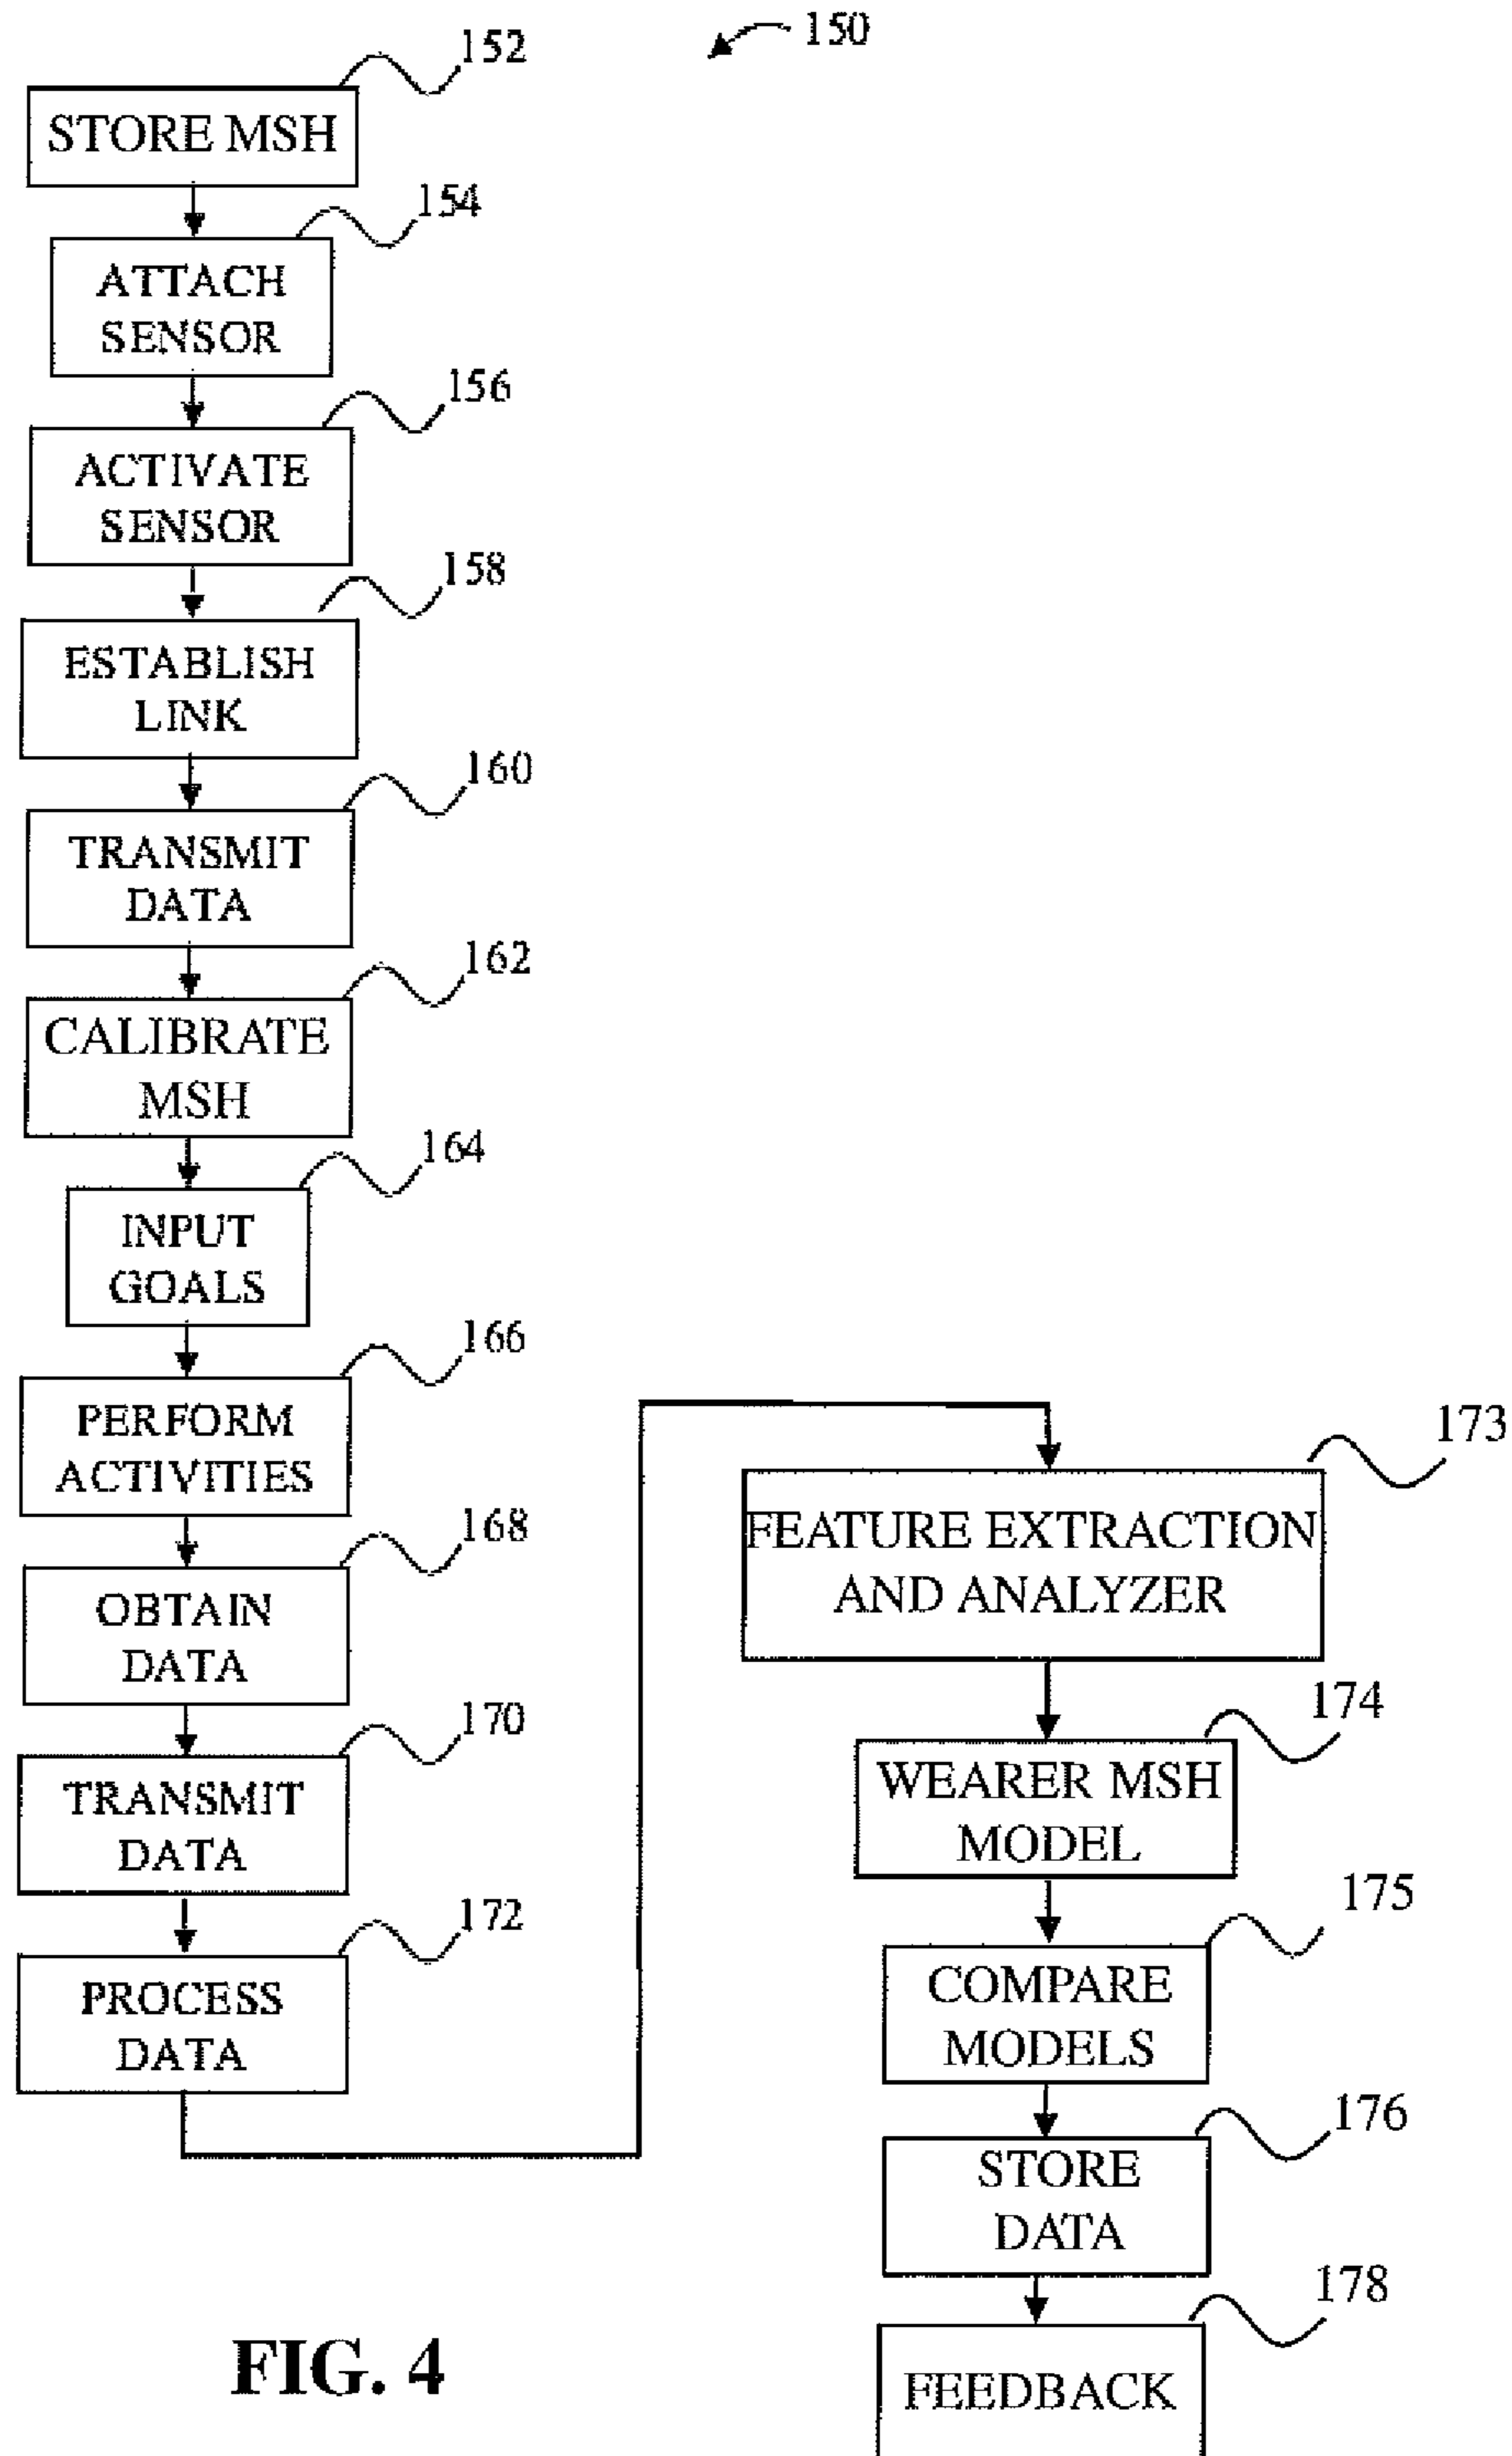 150
152
STORE MSH
154
ATTACH
SENSOR
156
ACTIVATE
SENSOR
158
ESTABLISH
LINK
160
TRANSMIT
DATA
162
CALIBRATE
MSH
164
INPUT
GOALS
166
PERFORM
ACTIVITIES
168
OBTAIN
DATA
170
TRANSMIT
DATA
172
PROCESS
DATA
173
FEATURE EXTRACTION
AND ANALYZER
174
WEARER MSH
MODEL
175
COMPARE
MODELS
176
STORE
DATA
178
FEEDBACK
FIG. 4